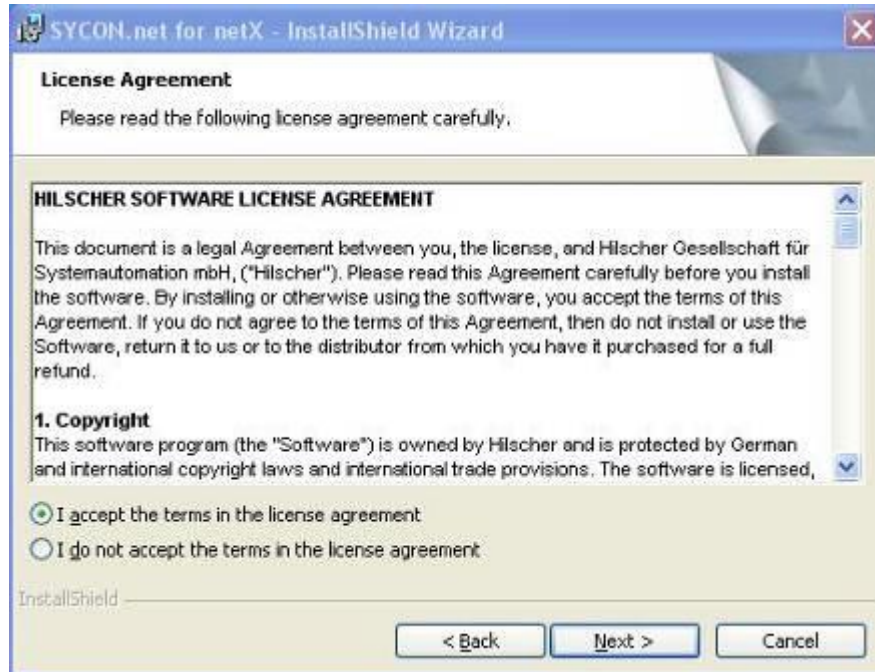 SYCON.net for netX - InstallShield Wizard
License Agreement
Please read the following license agreement carefully.
HILSCHER SOFTWARE LICENSE AGREEMENT
This document is a legal Agreement between you, the license, and Hilscher Gesellschaft für
Systemautomation mbH, ("Hilscher"). Please read this Agreement carefully before you install
the software. By installing or otherwise using the software, you accept the terms of this
Agreement. If you do not agree to the terms of this Agreement, then do not install or use the
Software, return it to us or to the distributor from which you have it purchased for a full
refund.
1. Copyright
This software program (the "Software") is owned by Hilscher and is protected by German
and international copyright laws and international trade provisions. The software is licensed,
I accept the terms in the license agreement
I do not accept the terms in the license agreement
InstallShield
< Back Next > Cancel